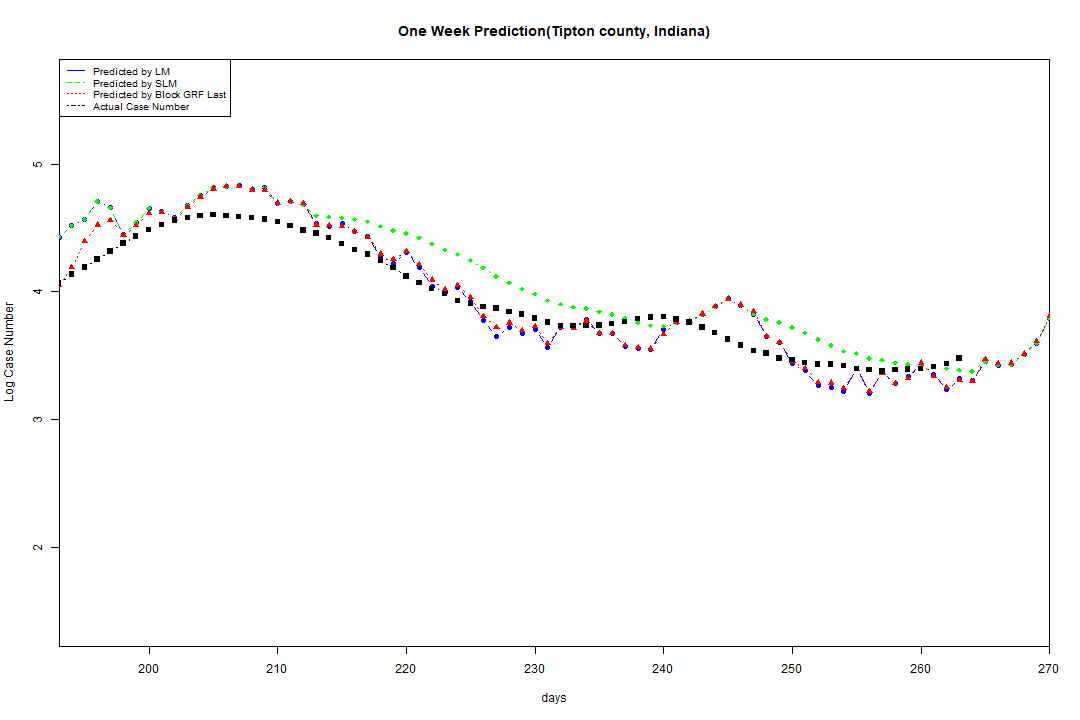 One Week Prediction(Tipton county, Indiana)
Predicted by LM
Predicted by SLM
Predicted by Block GRF Last
Actual Case Number
5
4
3
2
Log Case Number
200 210 220 230 240 250 260 270
days